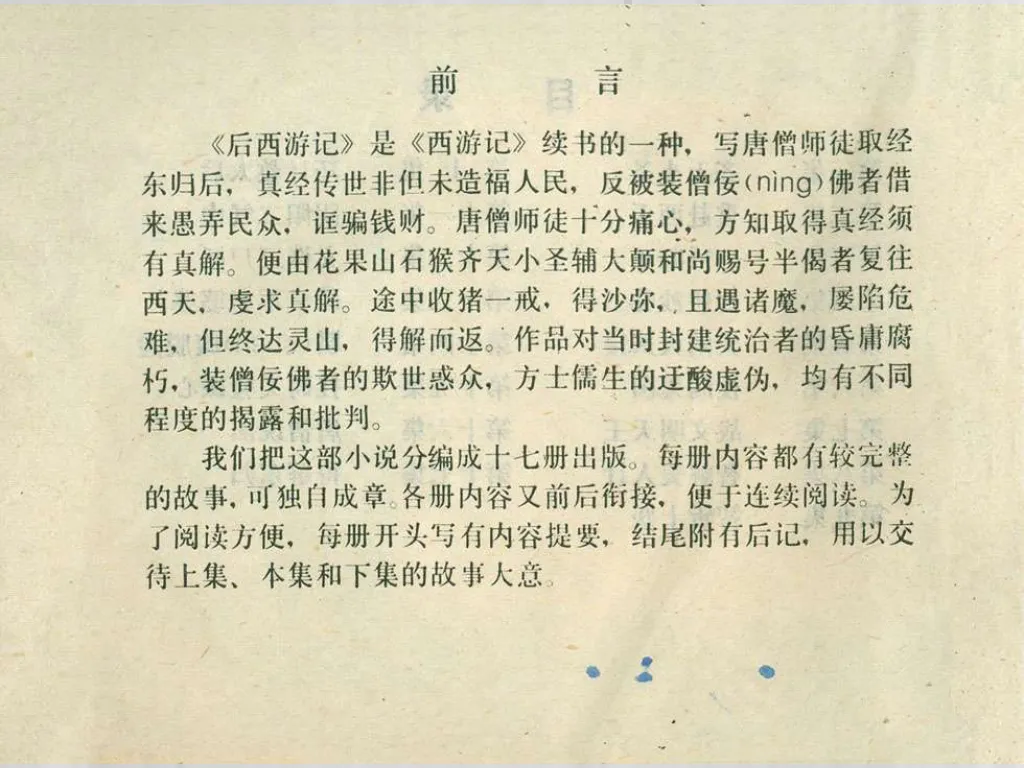 前言
《后西游记》是《西游记》续书的一种，写唐僧师徒取经
东归后，真经传世非但未造福人民，反被装僧佞(nìng)佛者借
来愚弄民众，诓骗钱财。唐僧师徒十分痛心，方知取得真经须
有真解。便由花果山石猴齐天小圣辅大颠和尚赐号半偈者复往
西天，虔求真解。途中收猪一戒，得沙弥，且遇诸魔，屡陷危
难，但终达灵山，得解而返。作品对当时封建统治者的昏庸腐
朽，装僧佞佛者的欺世惑众，方士儒生的迂酸虚伪，均有不同
程度的揭露和批判。
我们把这部小说分编成十七册出版。每册内容都有较完整
的故事，可独自成章。各册内容又前后衔接，便于连续阅读。为
了阅读方便，每册开头写有内容提要，结尾附有后记，用以交
待上集、本集和下集的故事大意。